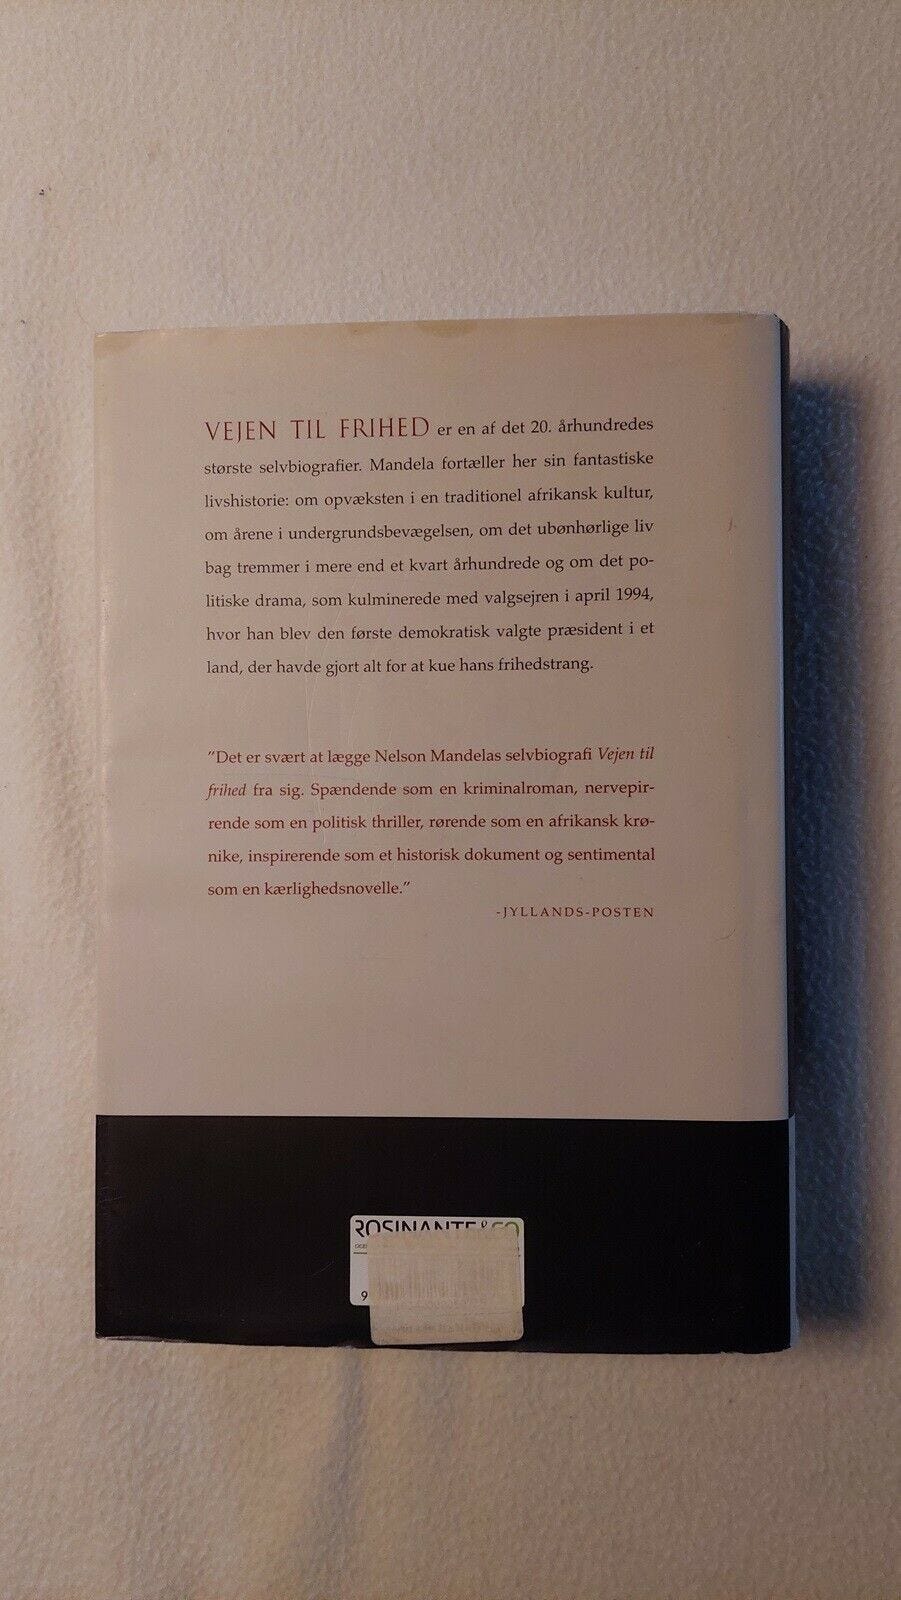 VEJEN TIL FRIHED er en af det 20. århundredes
største selvbiografier. Mandela fortæller her sin fantastiske
livshistorie: om opvæksten i en traditionel afrikansk kultur,
om årene i undergrundsbevægelsen, om det ubønhørlige liv
bag tremmer i mere end et kvart århundrede og om det po-
litiske drama, som kulminerede med valgsejren i april 1994,
hvor han blev den første demokratisk valgte præsident i et
land, der havde gjort alt for at kue hans frihedstrang.
”Det er svært at lægge Nelson Mandelas selvbiografi Vejen til
frihed fra sig. Spændende som en kriminalroman, nervepir-
rende som en politisk thriller, rørende som en afrikansk krø-
nike, inspirerende som et historisk dokument og sentimental
som en kærlighedsnovelle.”
-JYLLANDS-POSTEN
ROSINANTE&CO
9